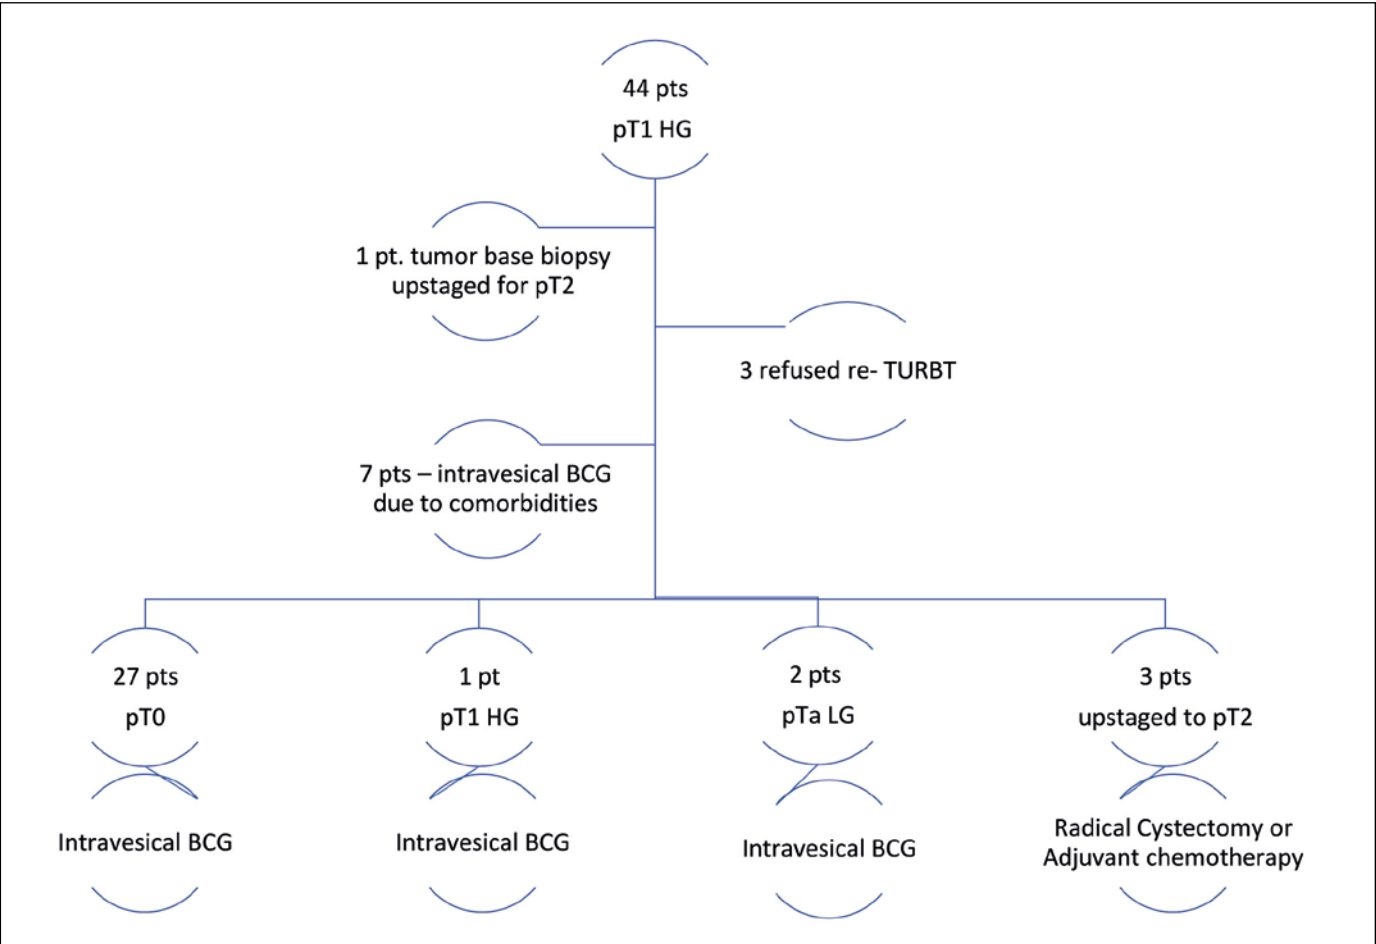 44 pts
pT1 HG
1 pt. tumor base biopsy
upstaged for pT2
3 refused re- TURBT
7 pts – intravesical BCG
due to comorbidities
27 pts
pT0
1 pt
pT1 HG
2 pts
pTa LG
3 pts
upstaged to pT2
Intravesical BCG
Intravesical BCG
Intravesical BCG
Radical Cystectomy or
Adjuvant chemotherapy